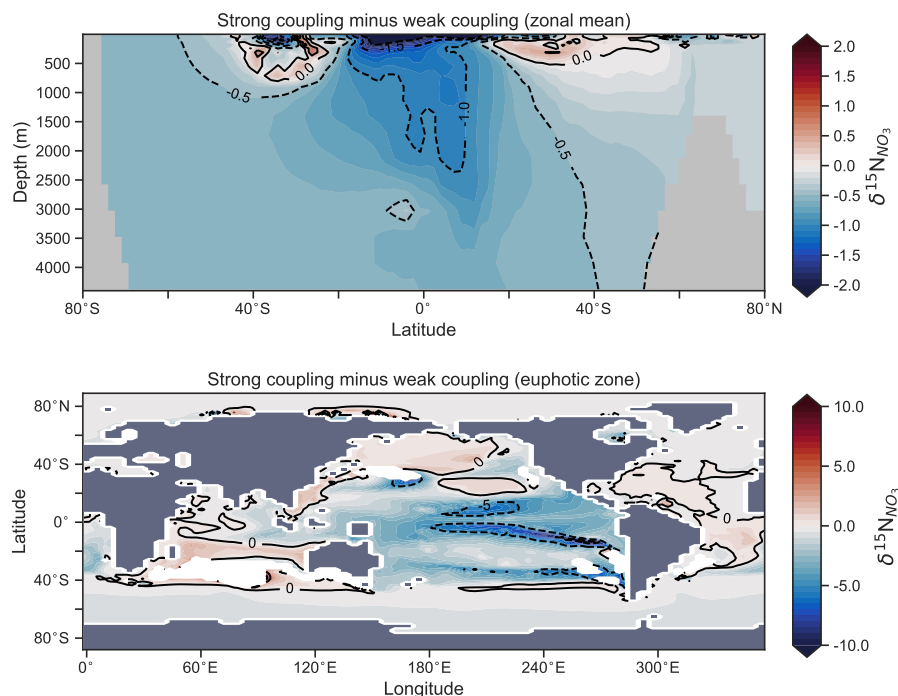 Strong coupling minus weak coupling (zonal mean)
500
1000
1500
2000
2500
3000
3500
4000
Depth (m)
80°S
40°S
0°
40°S
80°N
Latitude
-0.5
0.0
-1.5
-1.0
0.0
-0.5
2.0
1.5
1.0
0.5
0.0
-0.5
-1.0
-1.5
-2.0
δ15NNO3
Strong coupling minus weak coupling (euphotic zone)
80°N
40°S
0°
40°S
80°S
Latitude
0°
60°E
120°E
180°E
240°E
300°E
Longitude
0
0
0
-5
0
10.0
5.0
0.0
-5.0
-10.0
δ15NNO3